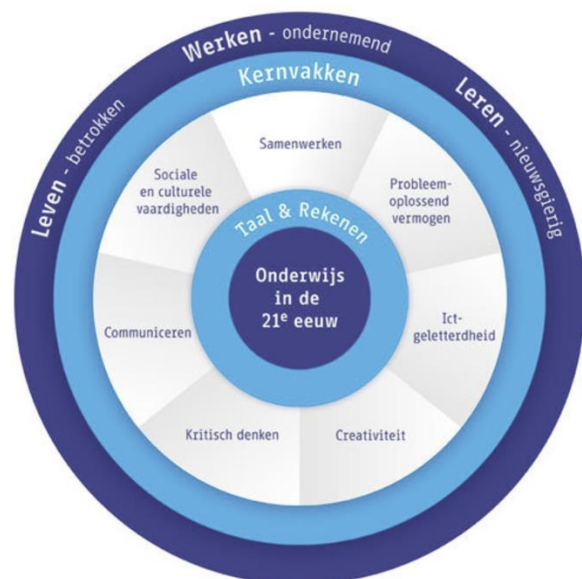 Werken - ondernemend
Leven - betrokken
Leren - nieuwsgierig
Kernvakken
Samenwerken
Probleem-
oplossend
vermogen
Ict-
geletterdheid
Creativiteit
Kritisch denken
Communiceren
Sociale
en culturele
vaardigheden
Taal & Rekenen
Onderwijs
in de
21e eeuw